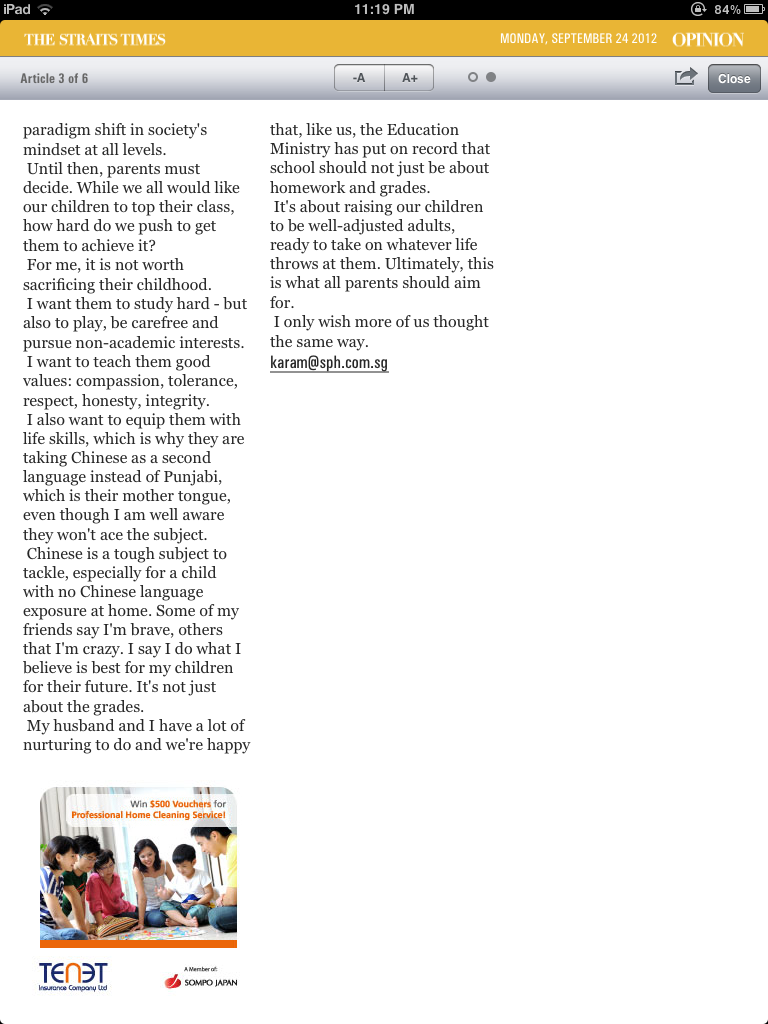 iPad
11:19 PM
84%
THE STRAITS TIMES
MONDAY, SEPTEMBER 24 2012
OPINION
Article 3 of 6
-A
A+
Close
paradigm shift in society's
mindset at all levels.
Until then, parents must
decide. While we all would like
our children to top their class,
how hard do we push to get
them to achieve it?
For me, it is not worth
sacrificing their childhood.
I want them to study hard - but
also to play, be carefree and
pursue non-academic interests.
I want to teach them good
values: compassion, tolerance,
respect, honesty, integrity.
I also want to equip them with
life skills, which is why they are
taking Chinese as a second
language instead of Punjabi,
which is their mother tongue,
even though I am well aware
they won't ace the subject.
Chinese is a tough subject to
tackle, especially for a child
with no Chinese language
exposure at home. Some of my
friends say I'm brave, others
that I'm crazy. I say I do what I
believe is best for my children
for their future. It's not just
about the grades.
My husband and I have a lot of
nurturing to do and we're happy
that, like us, the Education
Ministry has put on record that
school should not just be about
homework and grades.
It's about raising our children
to be well-adjusted adults,
ready to take on whatever life
throws at them. Ultimately, this
is what all parents should aim
for.
I only wish more of us thought
the same way.
karam@sph.com.sg
Win $500 Vouchers for
Professional Home Cleaning Service!
TENET
Insurance Company Ltd
A Member of:
SOMPO JAPAN